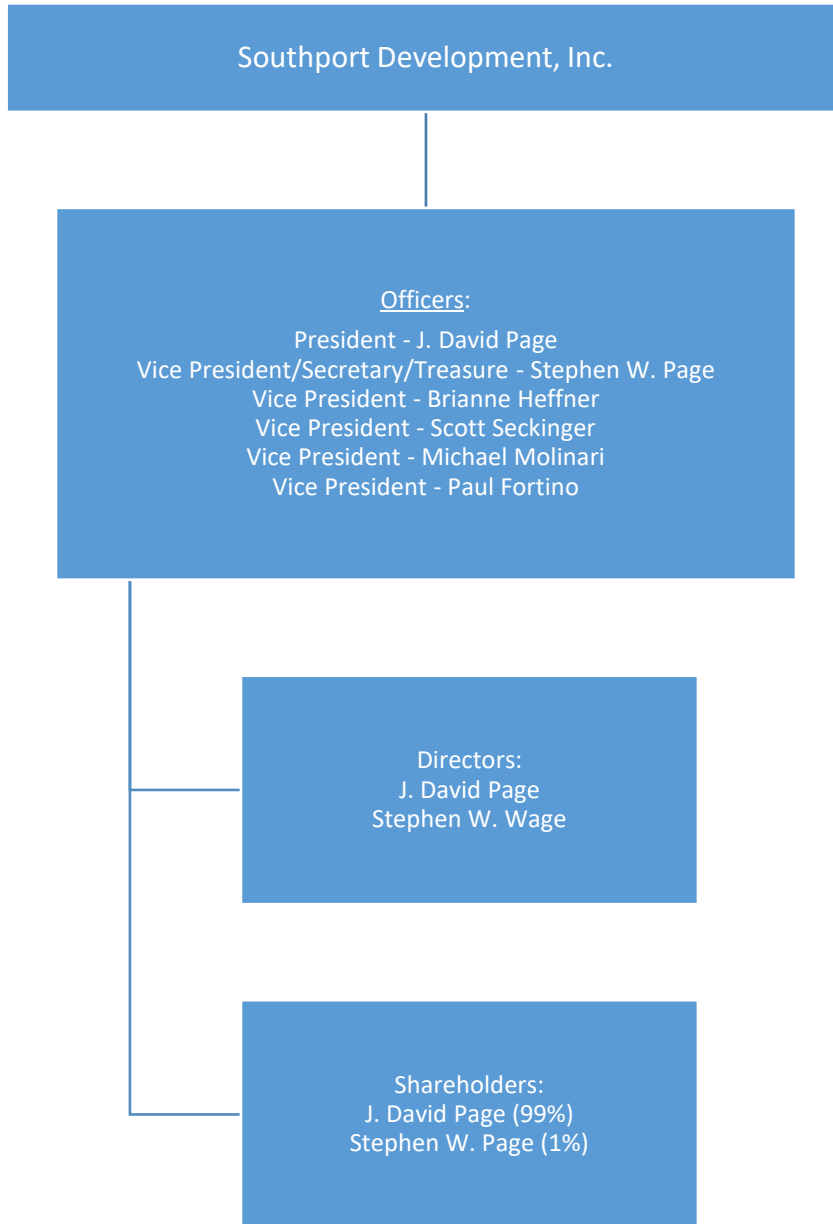 Southport Development, Inc.
Officers:
President - J. David Page
Vice President/Secretary/Treasure - Stephen W. Page
Vice President - Brianne Heffner
Vice President - Scott Seckinger
Vice President - Michael Molinari
Vice President - Paul Fortino
Directors:
J. David Page
Stephen W. Wage
Shareholders:
J. David Page (99%)
Stephen W. Page (1%)